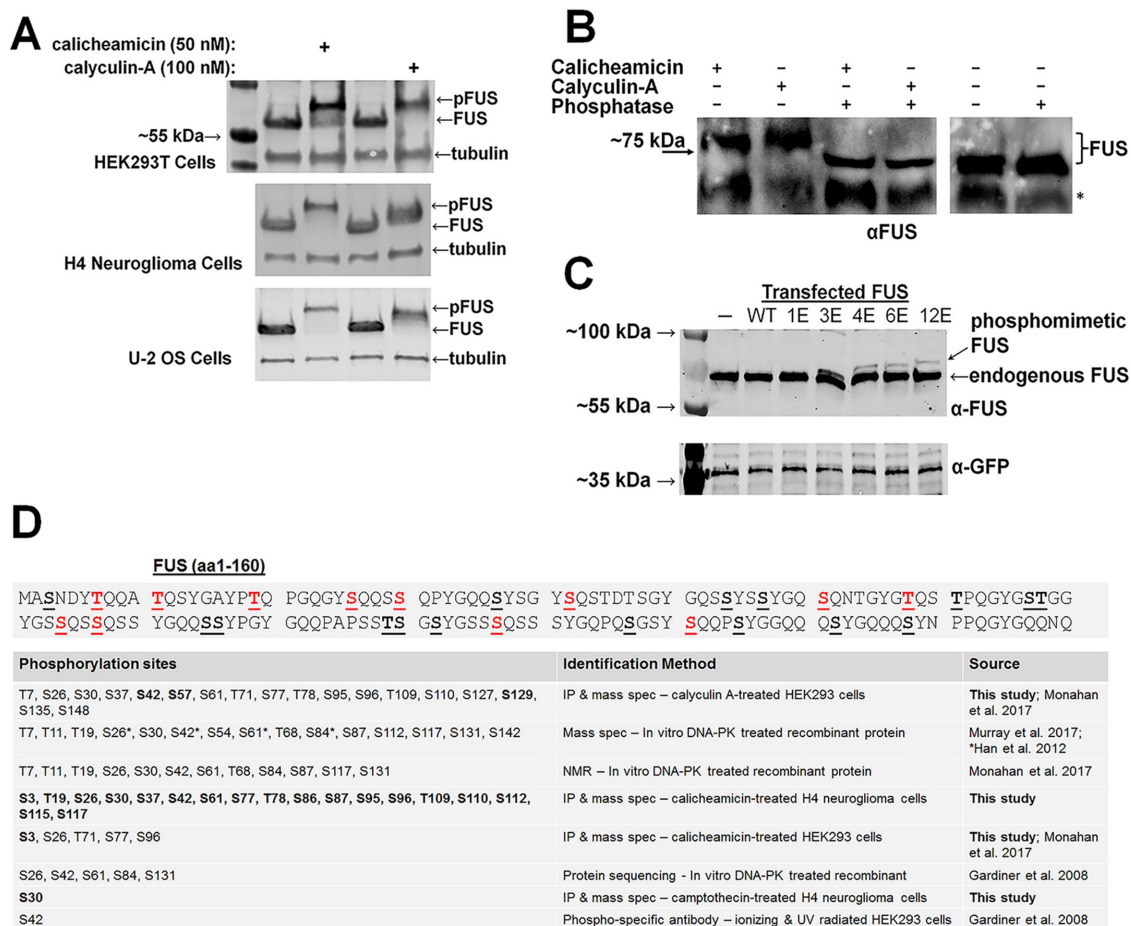 A
calicheamicin (50 nM): +
calyculin-A (100 nM): +
←pFUS
←FUS
~55 kDa→
←tubulin
HEK293T Cells
←pFUS
←FUS
←tubulin
H4 Neuroglioma Cells
←pFUS
←FUS
←tubulin
U-2 OS Cells
B
Calicheamicin + – + – – –
Calyculin-A – + – + – –
Phosphatase – – + + – +
~75 kDa
FUS
*
αFUS
C
Transfected FUS
– WT 1E 3E 4E 6E 12E
~100 kDa →
phosphomimetic
FUS
←endogenous FUS
~55 kDa →
α-FUS
α-GFP
~35 kDa →
D
FUS (aa1-160)
MASNDYTQQA TQSYGAYPTQ PGQGYSQQSS QPYGQQSYSG YSQSTDTSGY GQSSYSSYGQ SQNTGYGTQS TPQGYGSTGG
YGSSQSSQSS YGQQSSYPGY GQQPAPSSTS GSYGSSSQSS SYGQPQSGSY SQQPSYGGQQ QSYGQQQSYN PPQGYGQQNQ
Phosphorylation sites Identification Method Source
T7, S26, S30, S37, S42, S57, S61, T71, S77, T78, S95, S96, T109, S110, S127, S129, IP & mass spec – calyculin A-treated HEK293 cells This study; Monahan
S135, S148 et al. 2017
T7, T11, T19, S26*, S30, S42*, S54, S61*, T68, S84*, S87, S112, S117, S131, S142 Mass spec – In vitro DNA-PK treated recombinant protein Murray et al. 2017;
*Han et al. 2012
T7, T11, T19, S26, S30, S42, S61, T68, S84, S87, S117, S131 NMR – In vitro DNA-PK treated recombinant protein Monahan et al. 2017
S3, T19, S26, S30, S37, S42, S61, S77, T78, S86, S87, S95, S96, T109, S110, S112, IP & mass spec – calicheamicin-treated H4 neuroglioma cells This study
S115, S117
S3, S26, T71, S77, S96 IP & mass spec – calicheamicin-treated HEK293 cells This study; Monahan
et al. 2017
S26, S42, S61, S84, S131 Protein sequencing - In vitro DNA-PK treated recombinant Gardiner et al. 2008
S30 IP & mass spec – camptothecin-treated H4 neuroglioma cells This study
S42 Phospho-specific antibody – ionizing & UV radiated HEK293 cells Gardiner et al. 2008